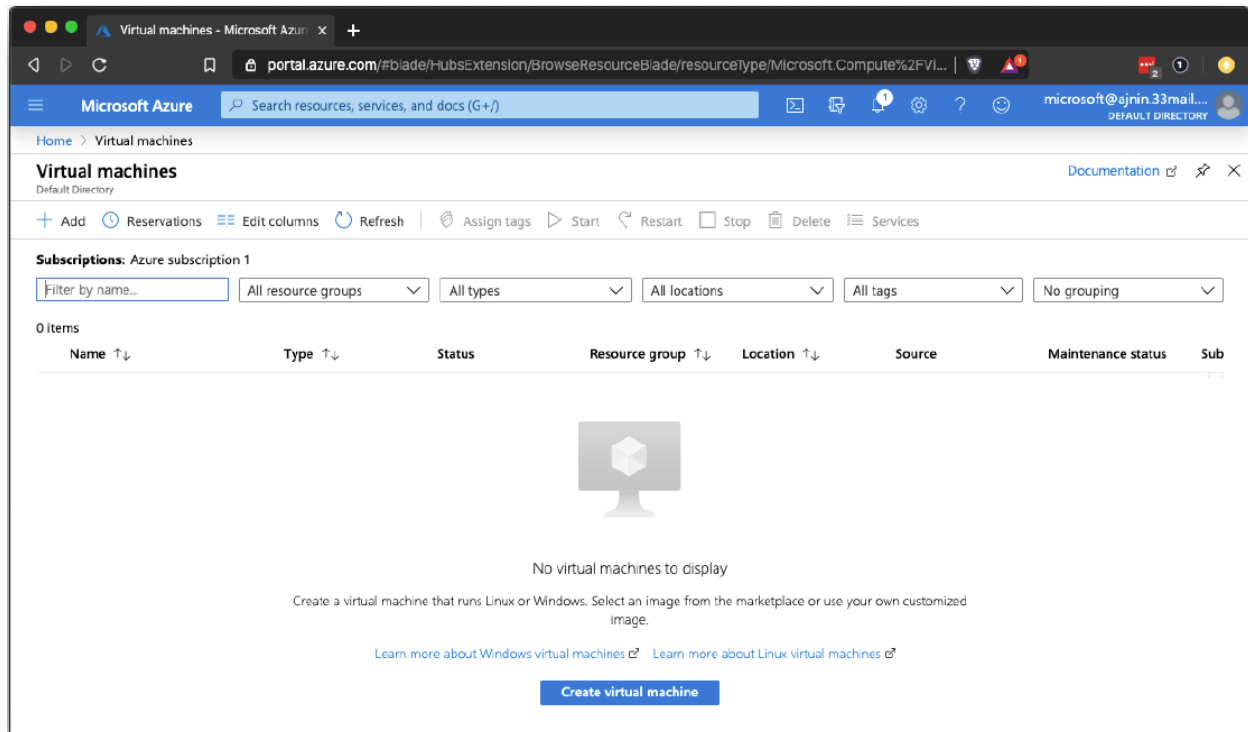 Virtual machines - Microsoft Azur
portal.azure.com/#blade/HubsExtension/BrowseResourceBlade/resourceType/Microsoft.Compute%2FVi...
1
2
1
Microsoft Azure
Search resources, services, and docs (G+/)
1
microsoft@ajnin.33mail....
DEFAULT DIRECTORY
Home > Virtual machines
Virtual machines
Default Directory
Documentation
Add Reservations Edit columns Refresh Assign tags Start Restart Stop Delete Services
Subscriptions: Azure subscription 1
Filter by name... All resource groups All types All locations All tags No grouping
0 items
Name Type Status Resource group Location Source Maintenance status Sub
No virtual machines to display
Create a virtual machine that runs Linux or Windows. Select an image from the marketplace or use your own customized
image.
Learn more about Windows virtual machines Learn more about Linux virtual machines
Create virtual machine